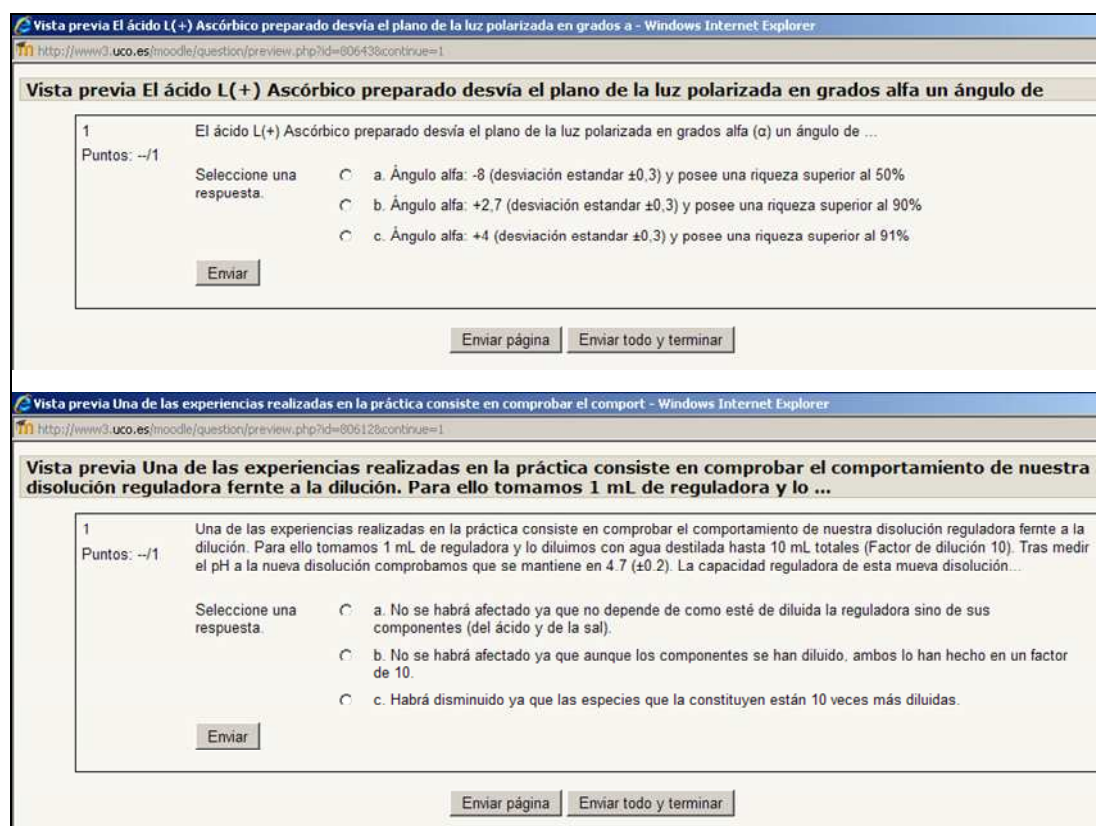 Vista previa El ácido L(+) Ascórbico preparado desvía el plano de la luz polarizada en grados a - Windows Internet Explorer
http://www3.uco.es/moodle/question/preview.php?id=80643&continue=1
Vista previa El ácido L(+) Ascórbico preparado desvía el plano de la luz polarizada en grados alfa un ángulo de
1
Puntos: --/1
El ácido L(+) Ascórbico preparado desvía el plano de la luz polarizada en grados alfa (α) un ángulo de ...
Seleccione una
respuesta.
a. Ángulo alfa: -8 (desviación estandar ±0,3) y posee una riqueza superior al 50%
b. Ángulo alfa: +2,7 (desviación estandar ±0,3) y posee una riqueza superior al 90%
c. Ángulo alfa: +4 (desviación estandar ±0,3) y posee una riqueza superior al 91%
Enviar
Enviar página Enviar todo y terminar
Vista previa Una de las experiencias realizadas en la práctica consiste en comprobar el comport - Windows Internet Explorer
http://www3.uco.es/moodle/question/preview.php?id=80612&continue=1
Vista previa Una de las experiencias realizadas en la práctica consiste en comprobar el comportamiento de nuestra
disolución reguladora fernte a la dilución. Para ello tomamos 1 mL de reguladora y lo ...
1
Puntos: --/1
Una de las experiencias realizadas en la práctica consiste en comprobar el comportamiento de nuestra disolución reguladora fernte a la
dilución. Para ello tomamos 1 mL de reguladora y lo diluimos con agua destilada hasta 10 mL totales (Factor de dilución 10). Tras medir
el pH a la nueva disolución comprobamos que se mantiene en 4.7 (±0.2). La capacidad reguladora de esta mueva disolución...
Seleccione una
respuesta.
a. No se habrá afectado ya que no depende de como esté de diluida la reguladora sino de sus
componentes (del ácido y de la sal).
b. No se habrá afectado ya que aunque los componentes se han diluido, ambos lo han hecho en un factor
de 10.
c. Habrá disminuido ya que las especies que la constituyen están 10 veces más diluidas.
Enviar
Enviar página Enviar todo y terminar